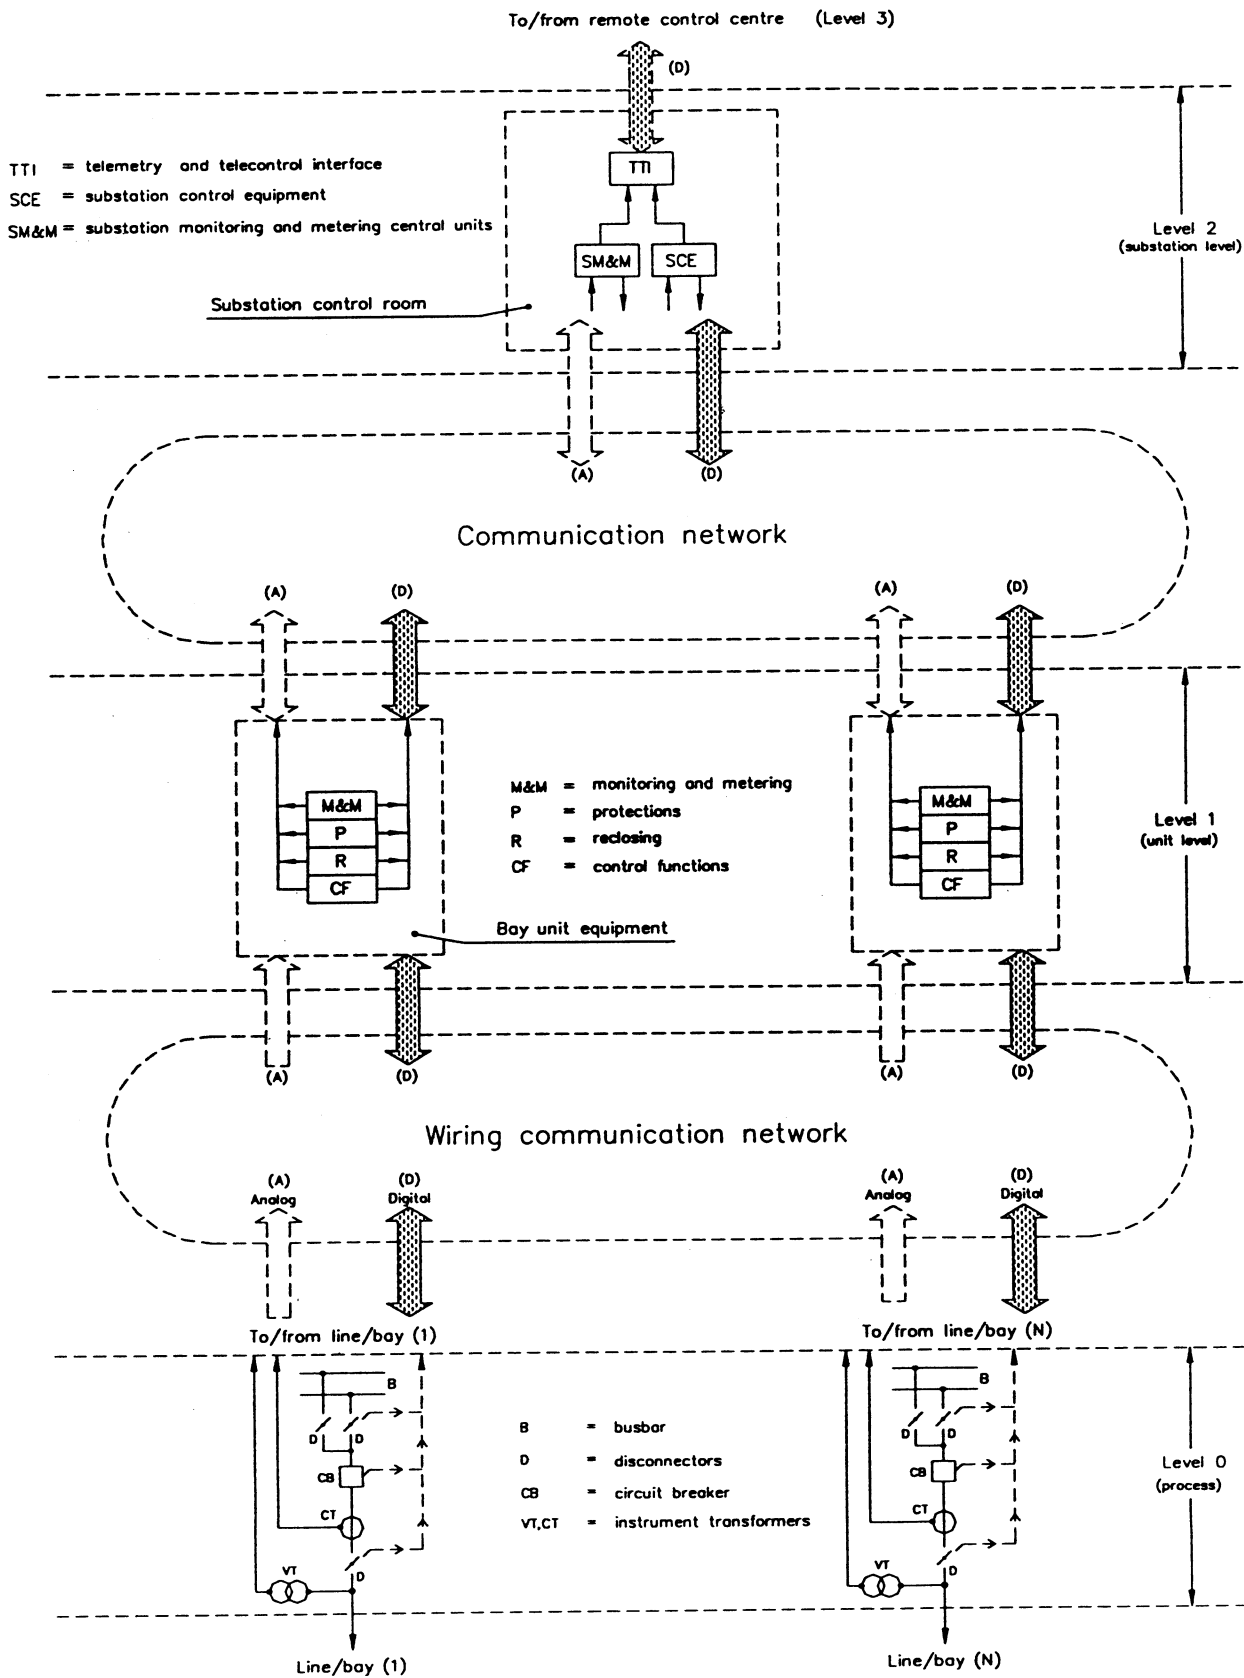 To/from remote control centre (Level 3)
(D)
TTI = telemetry and telecontrol interface
SCE = substation control equipment
SM&M = substation monitoring and metering central units
TTI
SM&M
SCE
Level 2
(substation level)
Substation control room
(A)
(D)
Communication network
(A)
(D)
(A)
(D)
M&M
P
R
CF
M&M = monitoring and metering
P = protections
R = reclosing
CF = control functions
M&M
P
R
CF
Level 1
(unit level)
Bay unit equipment
(A)
(D)
(A)
(D)
Wiring communication network
(A)
Analog
(D)
Digital
(A)
Analog
(D)
Digital
To/from line/bay (1)
To/from line/bay (N)
B
D
D
CB
CT
VT
D
B = busbar
D = disconnectors
CB = circuit breaker
VT,CT = instrument transformers
B
D
D
CB
CT
VT
D
Level 0
(process)
Line/bay (1)
Line/bay (N)